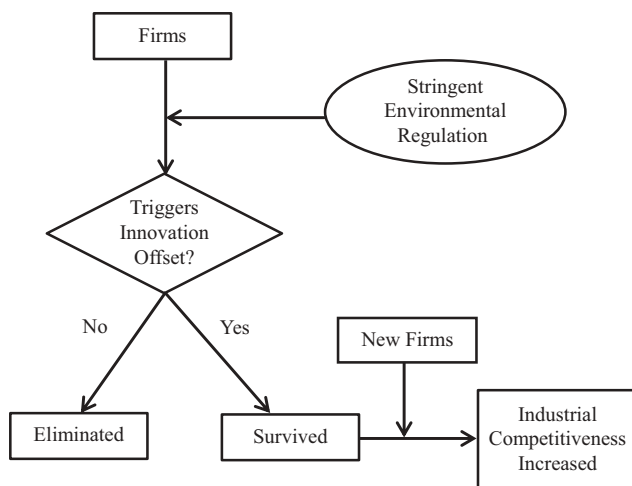 Firms
Stringent
Environmental
Regulation
Triggers
Innovation
Offset?
No
Yes
New Firms
Eliminated
Survived
Industrial
Competitiveness
Increased